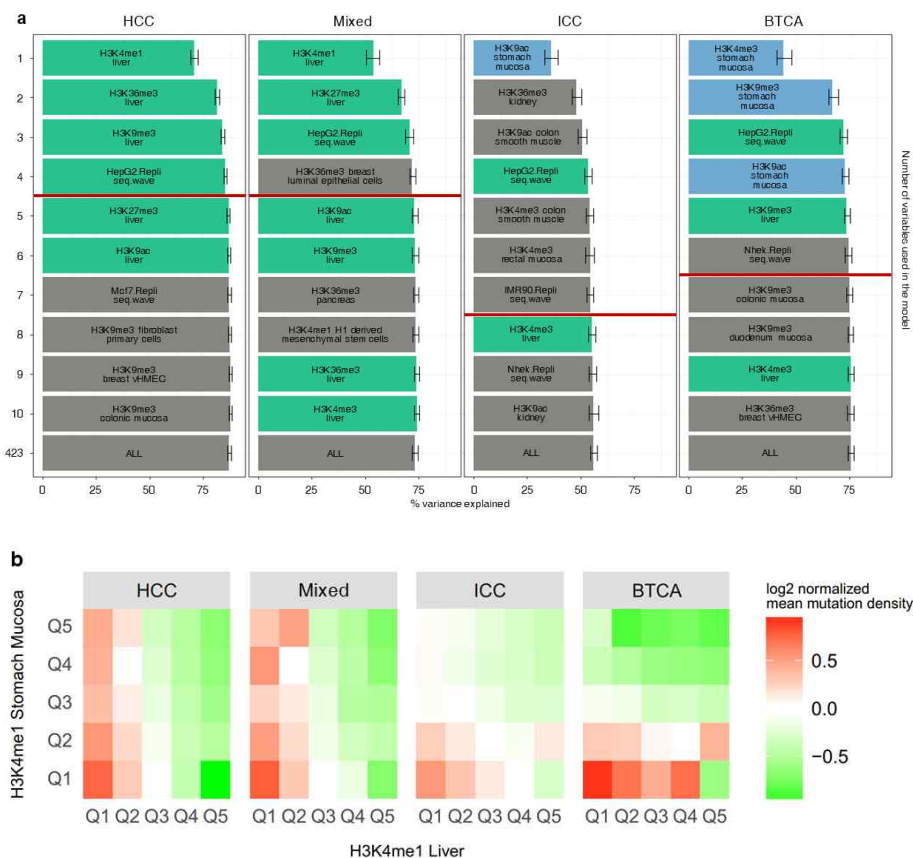 a
HCC
Mixed
ICC
BTCA
1
2
3
4
5
6
7
8
9
10
423
H3K4me1
liver
H3K36me3
liver
H3K9me3
liver
HepG2.Repli
seq.wave
H3K27me3
liver
H3K9ac
liver
Mcf7.Repli
seq.wave
H3K9me3 fibroblast
primary cells
H3K9me3
breast vHMEC
H3K9me3
colonic mucosa
ALL
H3K4me1
liver
H3K27me3
liver
HepG2.Repli
seq.wave
H3K36me3 breast
luminal epithelial cells
H3K9ac
liver
H3K9me3
liver
H3K36me3
pancreas
H3K4me1 H1 derived
mesenchymal stem cells
H3K36me3
liver
H3K4me3
liver
ALL
H3K9ac
stomach
mucosa
H3K36me3
kidney
H3K9ac colon
smooth muscle
HepG2.Repli
seq.wave
H3K4me3 colon
smooth muscle
H3K4me3
rectal mucosa
IMR90.Repli
seq.wave
H3K4me3
liver
Nhek.Repli
seq.wave
H3K9ac
kidney
ALL
H3K4me3
stomach
mucosa
H3K9me3
stomach
mucosa
HepG2.Repli
seq.wave
H3K9ac
stomach
mucosa
H3K9me3
liver
Nhek.Repli
seq.wave
H3K9me3
colonic mucosa
H3K9me3
duodenum mucosa
H3K4me3
liver
H3K36me3
breast vHMEC
ALL
Number of variables used in the model
0 25 50 75
0 25 50 75
0 25 50 75
0 25 50 75
% variance explained
b
HCC
Mixed
ICC
BTCA
H3K4me1 Stomach Mucosa
Q5
Q4
Q3
Q2
Q1
Q1 Q2 Q3 Q4 Q5
Q1 Q2 Q3 Q4 Q5
Q1 Q2 Q3 Q4 Q5
Q1 Q2 Q3 Q4 Q5
H3K4me1 Liver
log2 normalized
mean mutation density
0.5
0.0
−0.5